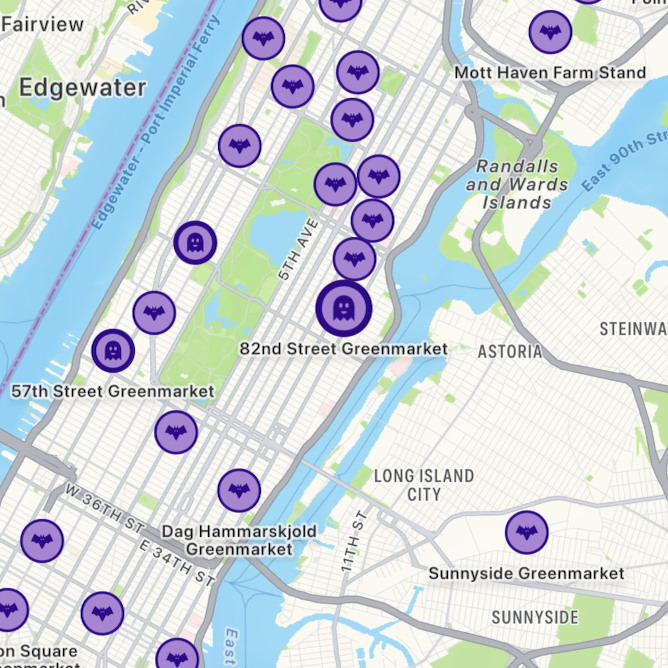 Fairview
Edgewater
Edgewater - Port Imperial Ferry
Mott Haven Farm Stand
Randalls
and Wards
Islands
East 90th Str
5TH AVE
82nd Street Greenmarket
STEINWA
ASTORIA
57th Street Greenmarket
LONG ISLAND
CITY
W 36TH ST
Dag Hammarskjold
Greenmarket
E 34TH ST
11TH ST
Sunnyside Greenmarket
SUNNYSIDE
on Square
East